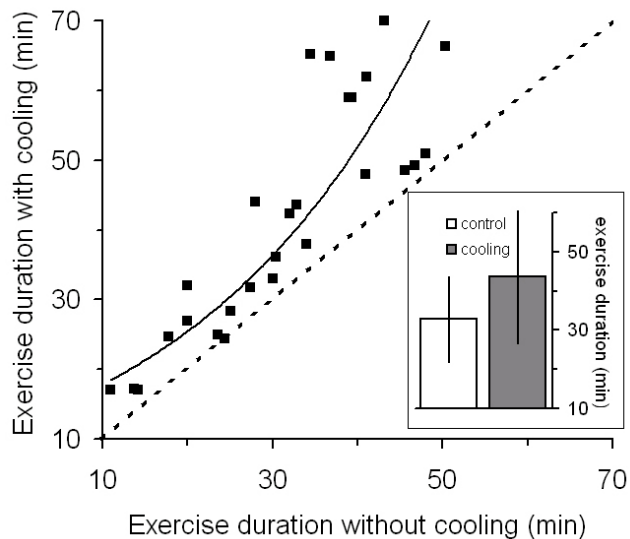 Exercise duration with cooling (min)
70
50
30
10
10
30
50
70
Exercise duration without cooling (min)
control
cooling
exercise
duration (min)
50
30
10